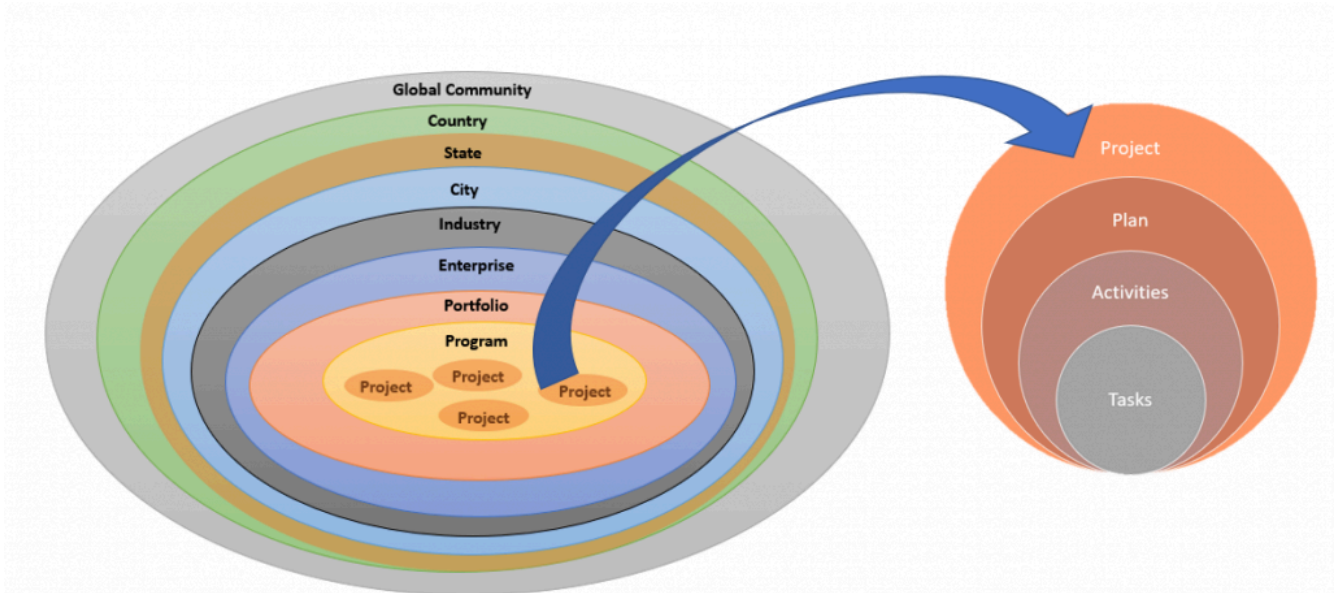 Global Community
Country
State
City
Industry
Enterprise
Portfolio
Program
Project
Project
Project
Project
Project
Plan
Activities
Tasks